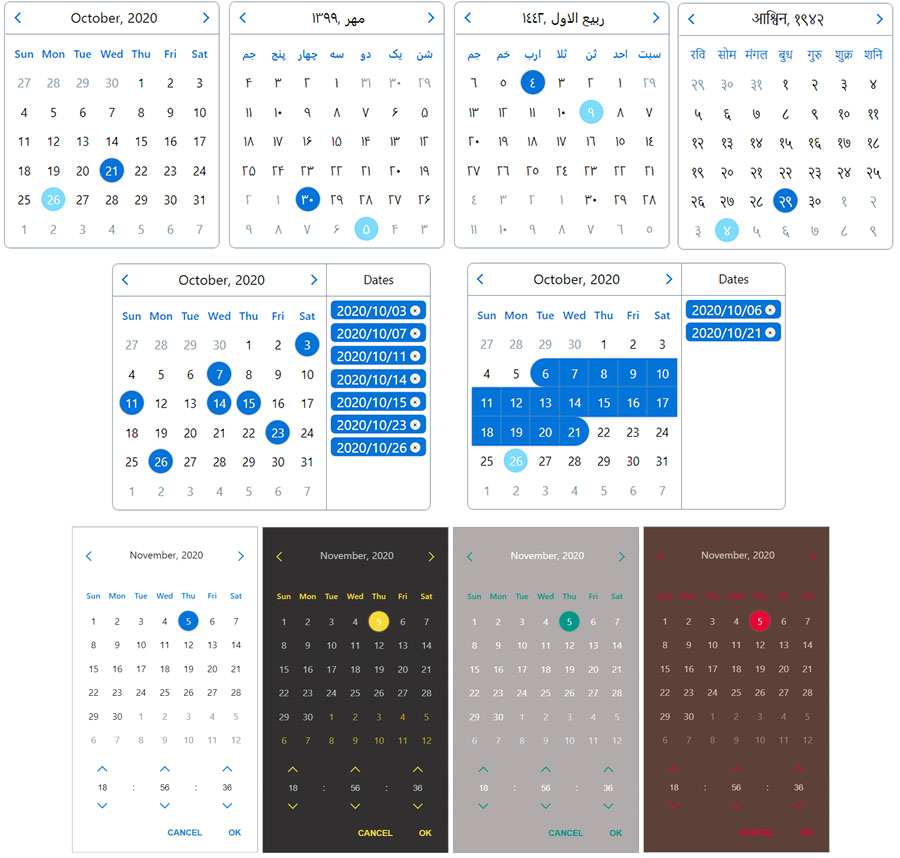 October, 2020
Sun Mon Tue Wed Thu Fri Sat
27 28 29 30 1 2 3
4 5 6 7 8 9 10
11 12 13 14 15 16 17
18 19 20 21 22 23 24
25 26 27 28 29 30 31
1 2 3 4 5 6 7
مهر, ۱۳۹۹
شن یک دو سه چهار پنج جم
۲۹ ۳۰ ۳۱ ۱ ۲ ۳ ۴
۵ ۶ ۷ ۸ ۹ ۱۰ ۱۱
۱۲ ۱۳ ۱۴ ۱۵ ۱۶ ۱۷ ۱۸
۱۹ ۲۰ ۲۱ ۲۲ ۲۳ ۲۴ ۲۵
۲۶ ۲۷ ۲۸ ۲۹ ۳۰ ۱ ۲
۳ ۴ ۵ ۶ ۷ ۸ ۹
ربيع الاول, ١٤٤٢
سبت احد ثن ثلا ارب خم جم
٢٩ ١ ٢ ٣ ٤ ٥ ٦
٧ ٨ ٩ ١٠ ١١ ١٢ ١٣
١٤ ١٥ ١٦ ١٧ ١٨ ١٩ ٢٠
٢١ ٢٢ ٢٣ ٢٤ ٢٥ ٢٦ ٢٧
٢٨ ٢٩ ٣٠ ١ ٢ ٣ ٤
٥ ٦ ٧ ٨ ٩ ١٠ ١١
आश्विन, १९४२
रवि सोम मंगल बुध गुरु शुक्र शनि
२९ ३० ३१ १ २ ३ ४
५ ६ ७ ८ ९ १० ११
१२ १३ १४ १५ १६ १७ १८
१९ २० २१ २२ २३ २४ २५
२६ २७ २८ २९ ३० १ २
३ ४ ५ ६ ७ ८ ९
October, 2020
Sun Mon Tue Wed Thu Fri Sat
27 28 29 30 1 2 3
4 5 6 7 8 9 10
11 12 13 14 15 16 17
18 19 20 21 22 23 24
25 26 27 28 29 30 31
1 2 3 4 5 6 7
Dates
2020/10/03
2020/10/07
2020/10/11
2020/10/14
2020/10/15
2020/10/23
2020/10/26
October, 2020
Sun Mon Tue Wed Thu Fri Sat
27 28 29 30 1 2 3
4 5 6 7 8 9 10
11 12 13 14 15 16 17
18 19 20 21 22 23 24
25 26 27 28 29 30 31
1 2 3 4 5 6 7
Dates
2020/10/06
2020/10/21
November, 2020
Sun Mon Tue Wed Thu Fri Sat
1 2 3 4 5 6 7
8 9 10 11 12 13 14
15 16 17 18 19 20 21
22 23 24 25 26 27 28
29 30 1 2 3 4 5
6 7 8 9 10 11 12
18 : 56 : 36
CANCEL OK
November, 2020
Sun Mon Tue Wed Thu Fri Sat
1 2 3 4 5 6 7
8 9 10 11 12 13 14
15 16 17 18 19 20 21
22 23 24 25 26 27 28
29 30 1 2 3 4 5
6 7 8 9 10 11 12
18 : 56 : 36
CANCEL OK
November, 2020
Sun Mon Tue Wed Thu Fri Sat
1 2 3 4 5 6 7
8 9 10 11 12 13 14
15 16 17 18 19 20 21
22 23 24 25 26 27 28
29 30 1 2 3 4 5
6 7 8 9 10 11 12
18 : 56 : 36
CANCEL OK
November, 2020
Sun Mon Tue Wed Thu Fri Sat
1 2 3 4 5 6 7
8 9 10 11 12 13 14
15 16 17 18 19 20 21
22 23 24 25 26 27 28
29 30 1 2 3 4 5
6 7 8 9 10 11 12
18 : 56 : 36
CANCEL OK